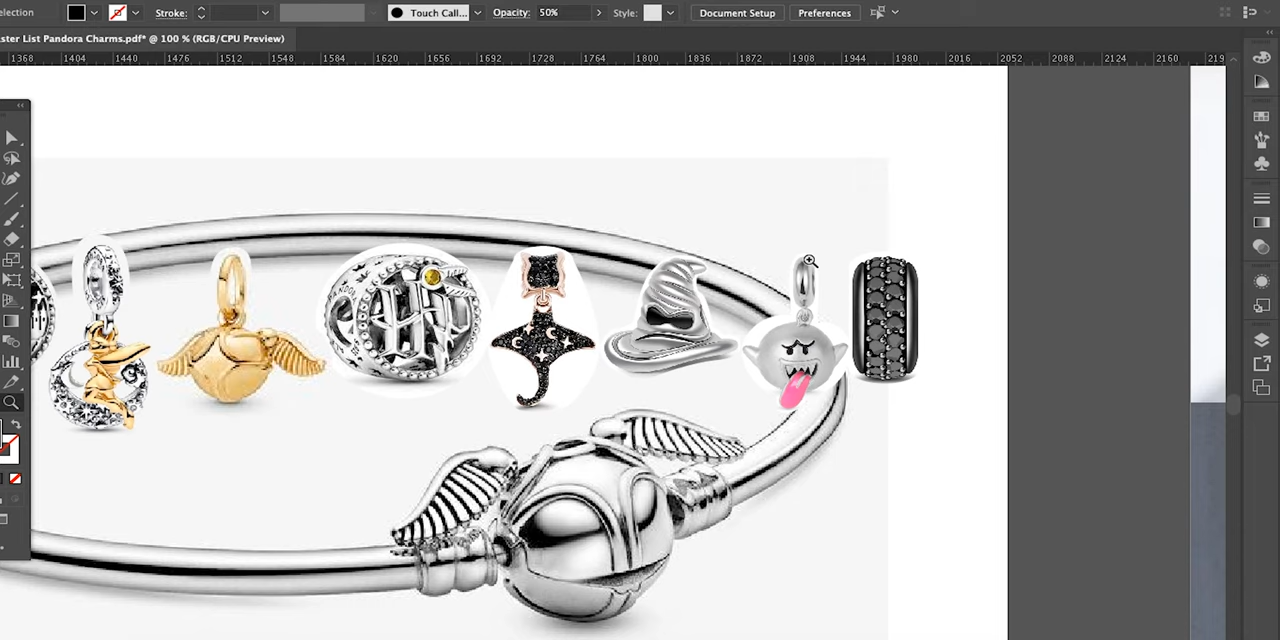 election Stroke: Touch Call... Opacity: 50% Style: Document Setup Preferences
ster List Pandora Charms.pdf* @ 100 % (RGB/CPU Preview)
1368 1404 1440 1476 1512 1548 1584 1620 1656 1692 1728 1764 1800 1836 1872 1908 1944 1980 2016 2052 2088 2124 2160 219